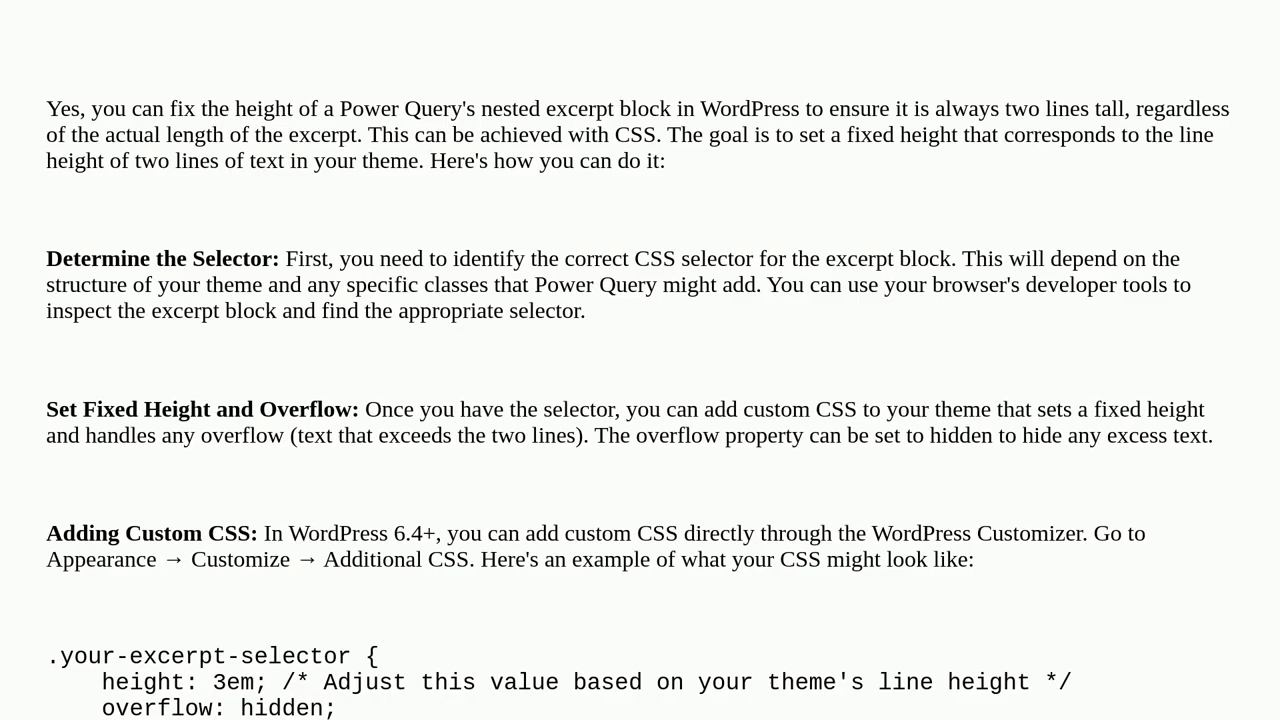 Yes, you can fix the height of a Power Query's nested excerpt block in WordPress to ensure it is always two lines tall, regardless
of the actual length of the excerpt. This can be achieved with CSS. The goal is to set a fixed height that corresponds to the line
height of two lines of text in your theme. Here's how you can do it:
Determine the Selector: First, you need to identify the correct CSS selector for the excerpt block. This will depend on the
structure of your theme and any specific classes that Power Query might add. You can use your browser's developer tools to
inspect the excerpt block and find the appropriate selector.
Set Fixed Height and Overflow: Once you have the selector, you can add custom CSS to your theme that sets a fixed height
and handles any overflow (text that exceeds the two lines). The overflow property can be set to hidden to hide any excess text.
Adding Custom CSS: In WordPress 6.4+, you can add custom CSS directly through the WordPress Customizer. Go to
Appearance → Customize → Additional CSS. Here's an example of what your CSS might look like:
.your-excerpt-selector {
    height: 3em; /* Adjust this value based on your theme's line height */
    overflow: hidden;